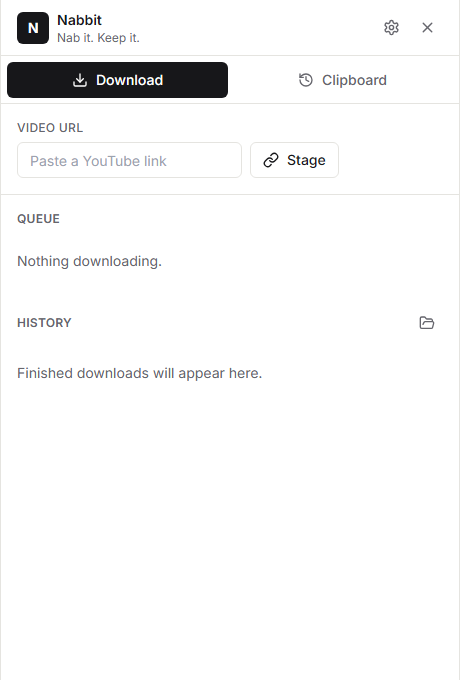 N
Nabbit
Nab it. Keep it.
Download
Clipboard
VIDEO URL
Paste a YouTube link
Stage
QUEUE
Nothing downloading.
HISTORY
Finished downloads will appear here.